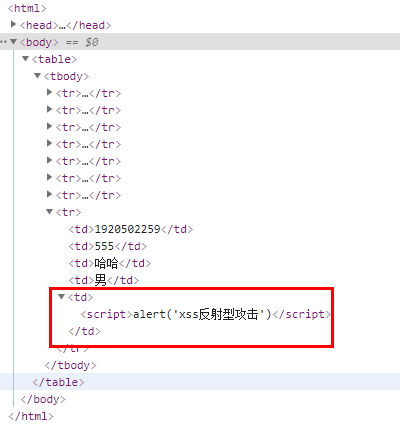 <html>
<head>…</head>
<body> == $0
<table>
<tbody>
<tr>…</tr>
<tr>…</tr>
<tr>…</tr>
<tr>…</tr>
<tr>…</tr>
<tr>…</tr>
<tr>…</tr>
<tr>
<td>1920502259</td>
<td>555</td>
<td>哈哈</td>
<td>男</td>
<td>
<script>alert('xss反射型攻击')</script>
</td>
</tr>
</tbody>
</table>
</body>
</html>